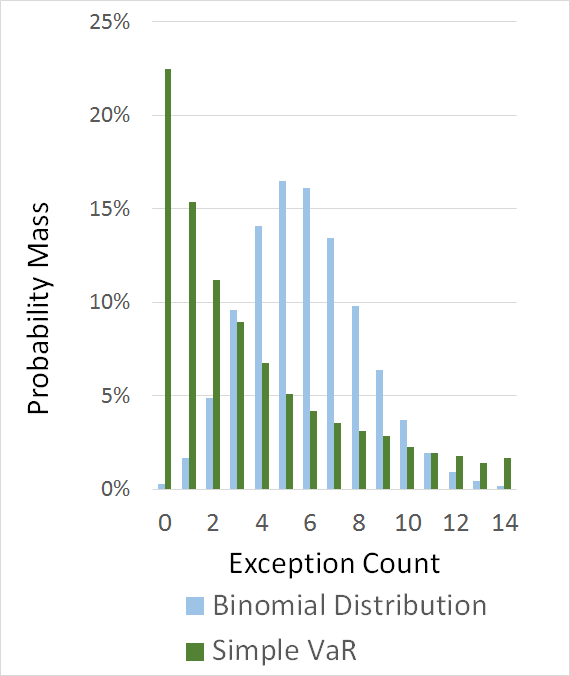 25%
20%
15%
10%
5%
0%
Probability Mass
0 2 4 6 8 10 12 14
Exception Count
Binomial Distribution
Simple VaR